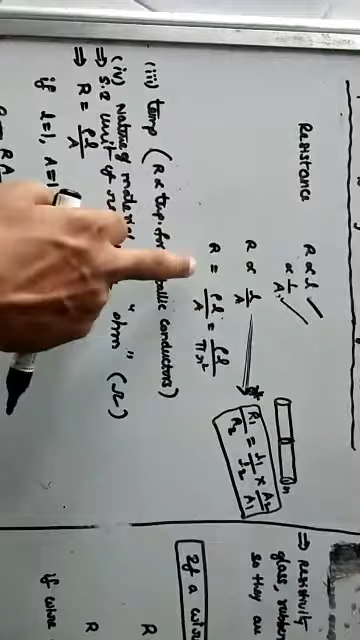 Resistance
R ∝ l ✓
∝ 1/A ✓
R ∝ l/A
R = ρl/A = ρl/πr²
R₁/R₂ = l₁/l₂ × A₂/A₁
(iii) temp (R ∝ temp. for metallic conductors)
(iv) Nature of material
⇒ S.I unit of "ohm" (Ω)
⇒ R = ρl/A
if l=1, A=1
⇒ Resistivity
glass, rubber
so they
If a wire
R
R
if wire